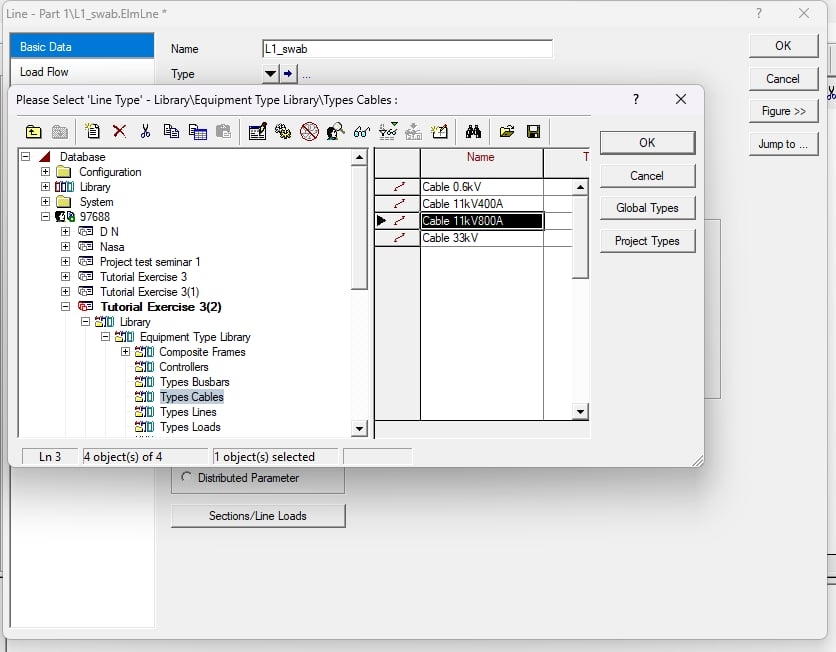 Line - Part 1\L1_swab.ElmLne *
?
Basic Data
Name
L1_swab
OK
Load Flow
Type
...
Cancel
Please Select 'Line Type' - Library\Equipment Type Library\Types Cables :
?
Figure >>
Jump to ...
Database
Configuration
Library
System
97688
D N
Nasa
Project test seminar 1
Tutorial Exercise 3
Tutorial Exercise 3(1)
Tutorial Exercise 3(2)
Library
Equipment Type Library
Composite Frames
Controllers
Types Busbars
Types Cables
Types Lines
Types Loads
Name
T
Cable 0.6kV
Cable 11kV400A
Cable 11kV800A
Cable 33kV
OK
Cancel
Global Types
Project Types
Ln 3
4 object(s) of 4
1 object(s) selected
Distributed Parameter
Sections/Line Loads